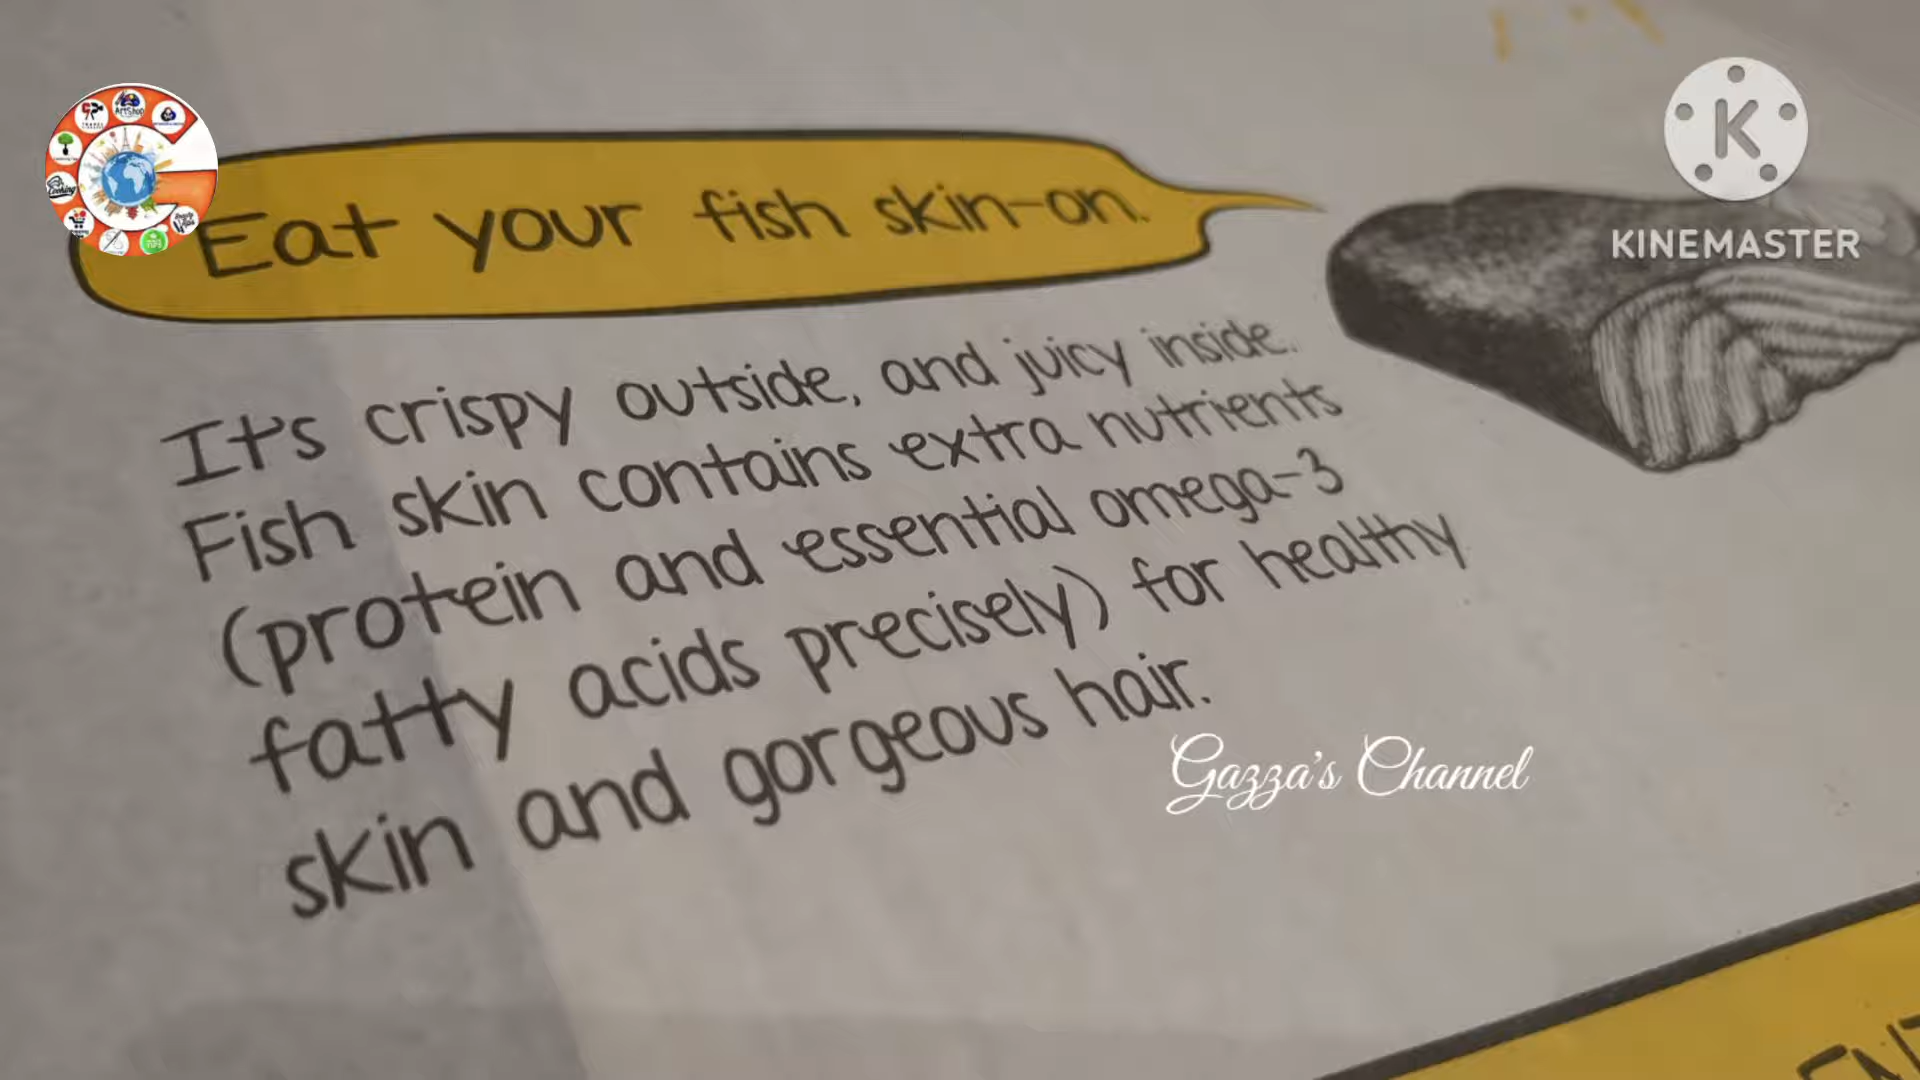 Eat your fish skin-on.
KINEMASTER
It's crispy outside, and juicy inside.
Fish skin contains extra nutrients
(protein and essential omega-3
fatty acids precisely) for healthy
skin and gorgeous hair.
Gazza's Channel